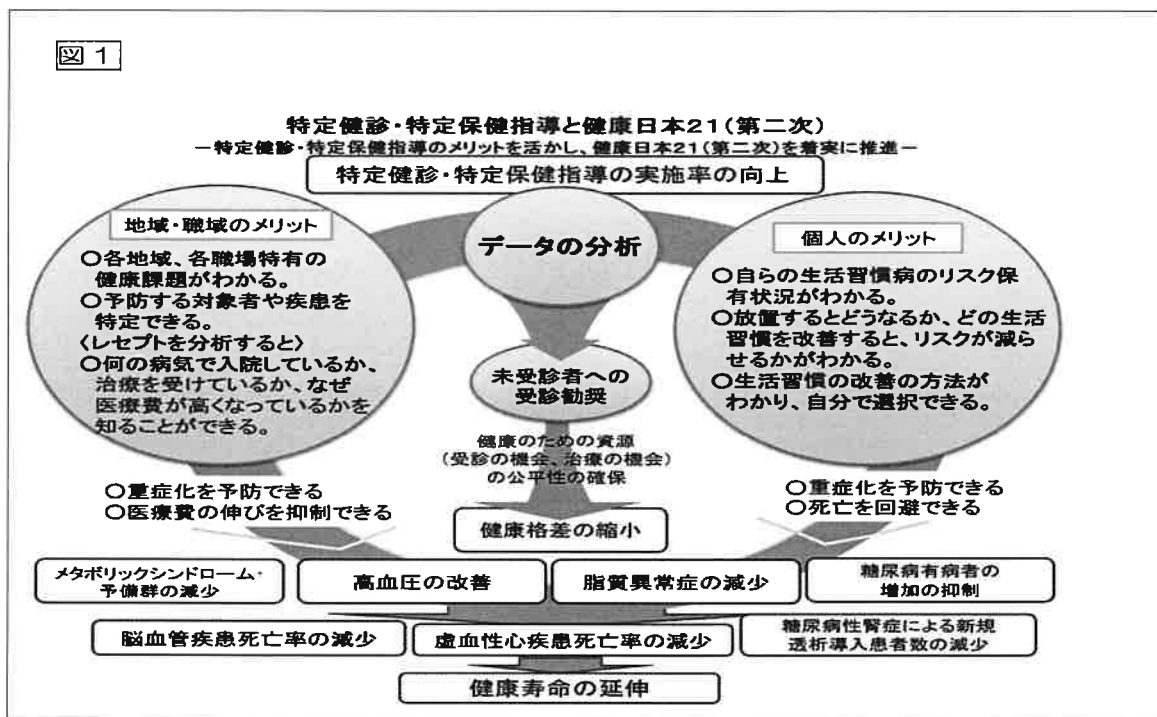 図1
特定健診・特定保健指導と健康日本21(第二次)
－特定健診・特定保健指導のメリットを活かし、健康日本21(第二次)を着実に推進－
特定健診・特定保健指導の実施率の向上
地域・職域のメリット
○各地域、各職場特有の
健康課題がわかる。
○予防する対象者や疾患を
特定できる。
〈レセプトを分析すると〉
○何の病気で入院しているか、
治療を受けているか、なぜ
医療費が高くなっているかを
知ることができる。
データの分析
個人のメリット
○自らの生活習慣病のリスク保
有状況がわかる。
○放置するとどうなるか、どの生活
習慣を改善すると、リスクが減ら
せるかがわかる。
○生活習慣の改善の方法が
わかり、自分で選択できる。
未受診者への
受診勧奨
健康のための資源
(受診の機会、治療の機会)
の公平性の確保
○重症化を予防できる
○医療費の伸びを抑制できる
○重症化を予防できる
○死亡を回避できる
健康格差の縮小
メタボリックシンドローム・
予備群の減少
高血圧の改善
脂質異常症の減少
糖尿病有病者の
増加の抑制
脳血管疾患死亡率の減少
虚血性心疾患死亡率の減少
糖尿病性腎症による新規
透析導入患者数の減少
健康寿命の延伸